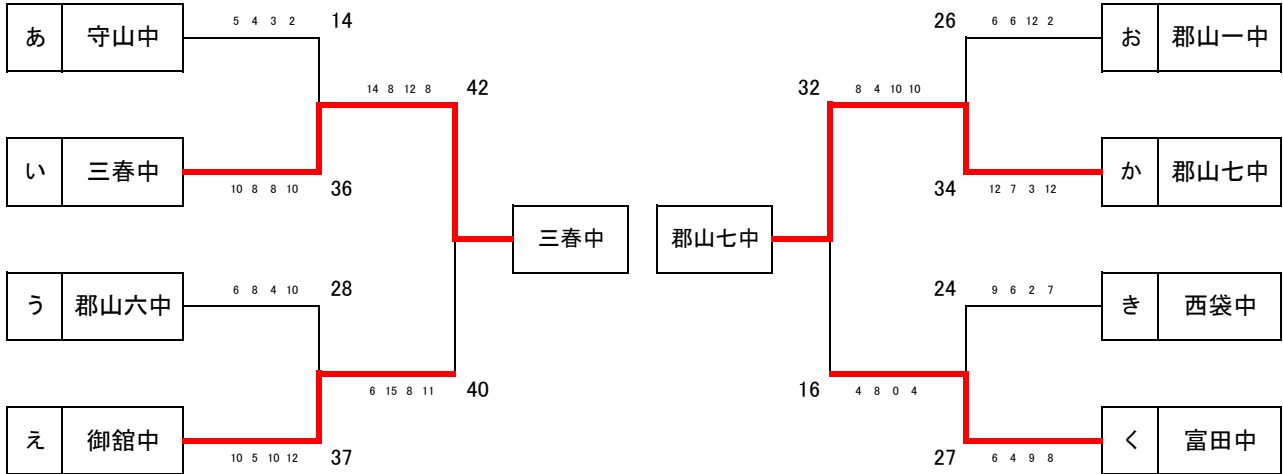 5 4 3 2 14
あ 守山中
14 8 12 8 42
い 三春中
10 8 8 10 36
三春中
6 8 4 10 28
う 郡山六中
6 15 8 11 40
え 御舘中
10 5 10 12 37
26 6 6 12 2
お 郡山一中
32 8 4 10 10
か 郡山七中
34 12 7 3 12
郡山七中
24 9 6 2 7
き 西袋中
16 4 8 0 4
く 富田中
27 6 4 9 8